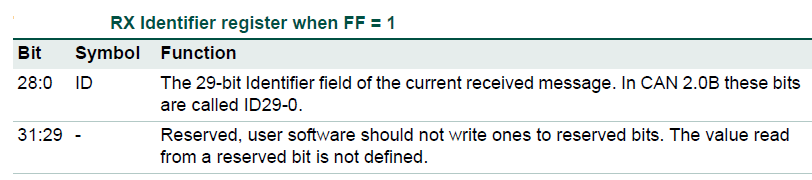 RX Identifier register when FF = 1
Bit Symbol Function
28:0 ID The 29-bit Identifier field of the current received message. In CAN 2.0B these bits
are called ID29-0.
31:29 - Reserved, user software should not write ones to reserved bits. The value read
from a reserved bit is not defined.